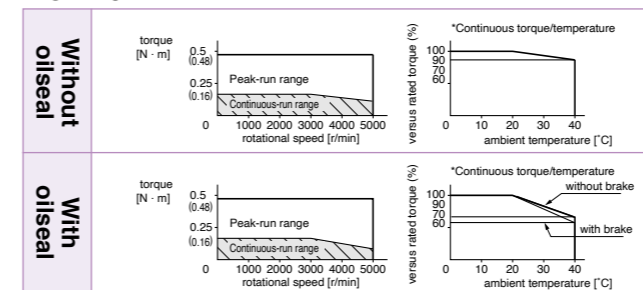 Without
oilseal
torque
[N · m]
0.5
(0.48)
0.25
(0.16)
Peak-run range
Continuous-run range
0 1000 2000 3000 4000 5000
rotational speed [r/min]
*Continuous torque/temperature
versus rated torque (%)
100
90
70
60
0 10 20 30 40
ambient temperature [˚C]
With
oilseal
torque
[N · m]
0.5
(0.48)
0.25
(0.16)
Peak-run range
Continuous-run range
0 1000 2000 3000 4000 5000
rotational speed [r/min]
*Continuous torque/temperature
versus rated torque (%)
without brake
100
90
70
60
with brake
0 10 20 30 40
ambient temperature [˚C]